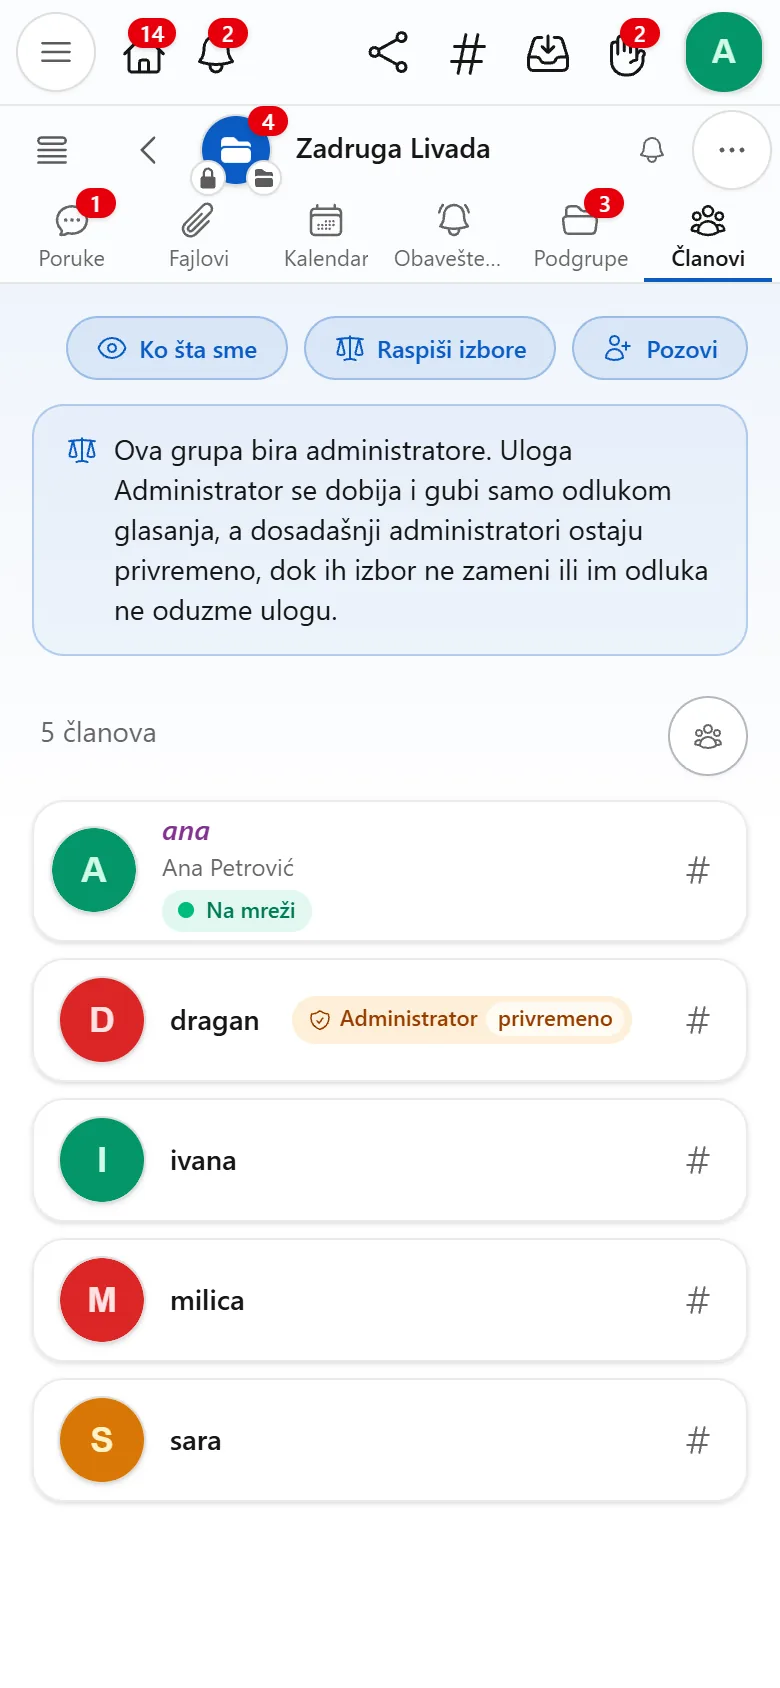 14
2
2
A
4
Zadruga Livada
1
3
Poruke
Fajlovi
Kalendar
Obavešte...
Podgrupe
Članovi
Ko šta sme
Raspiši izbore
Pozovi
Ova grupa bira administratore. Uloga
Administrator se dobija i gubi samo odlukom
glasanja, a dosadašnji administratori ostaju
privremeno, dok ih izbor ne zameni ili im odluka
ne oduzme ulogu.
5 članova
A
ana
Ana Petrović
Na mreži
#
D
dragan
Administrator
privremeno
#
I
ivana
#
M
milica
#
S
sara
#